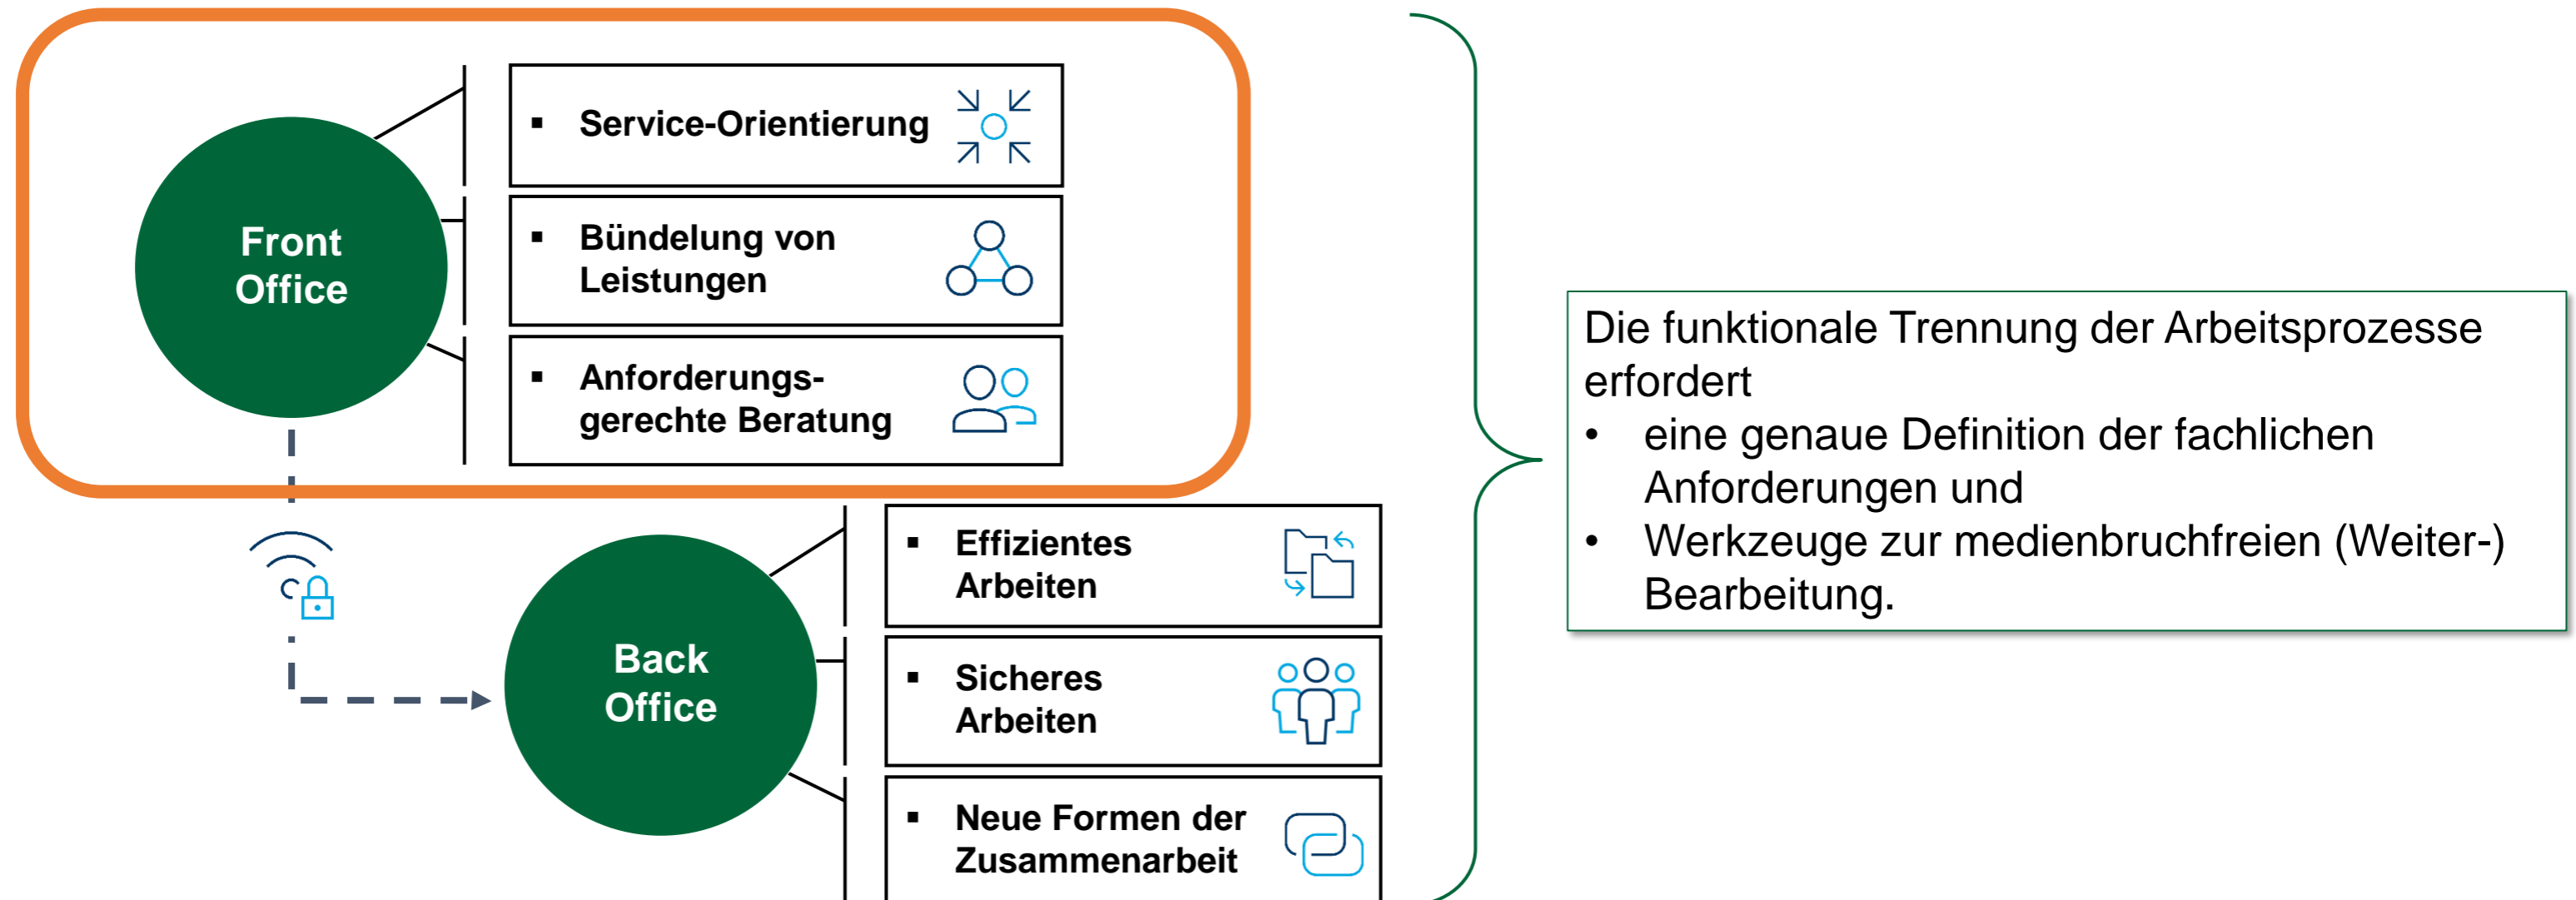 Front
Office
▪ Service-Orientierung
▪ Bündelung von
Leistungen
▪ Anforderungs-
gerechte Beratung
Back
Office
▪ Effizientes
Arbeiten
▪ Sicheres
Arbeiten
▪ Neue Formen der
Zusammenarbeit
Die funktionale Trennung der Arbeitsprozesse
erfordert
• eine genaue Definition der fachlichen
Anforderungen und
• Werkzeuge zur medienbruchfreien (Weiter-)
Bearbeitung.